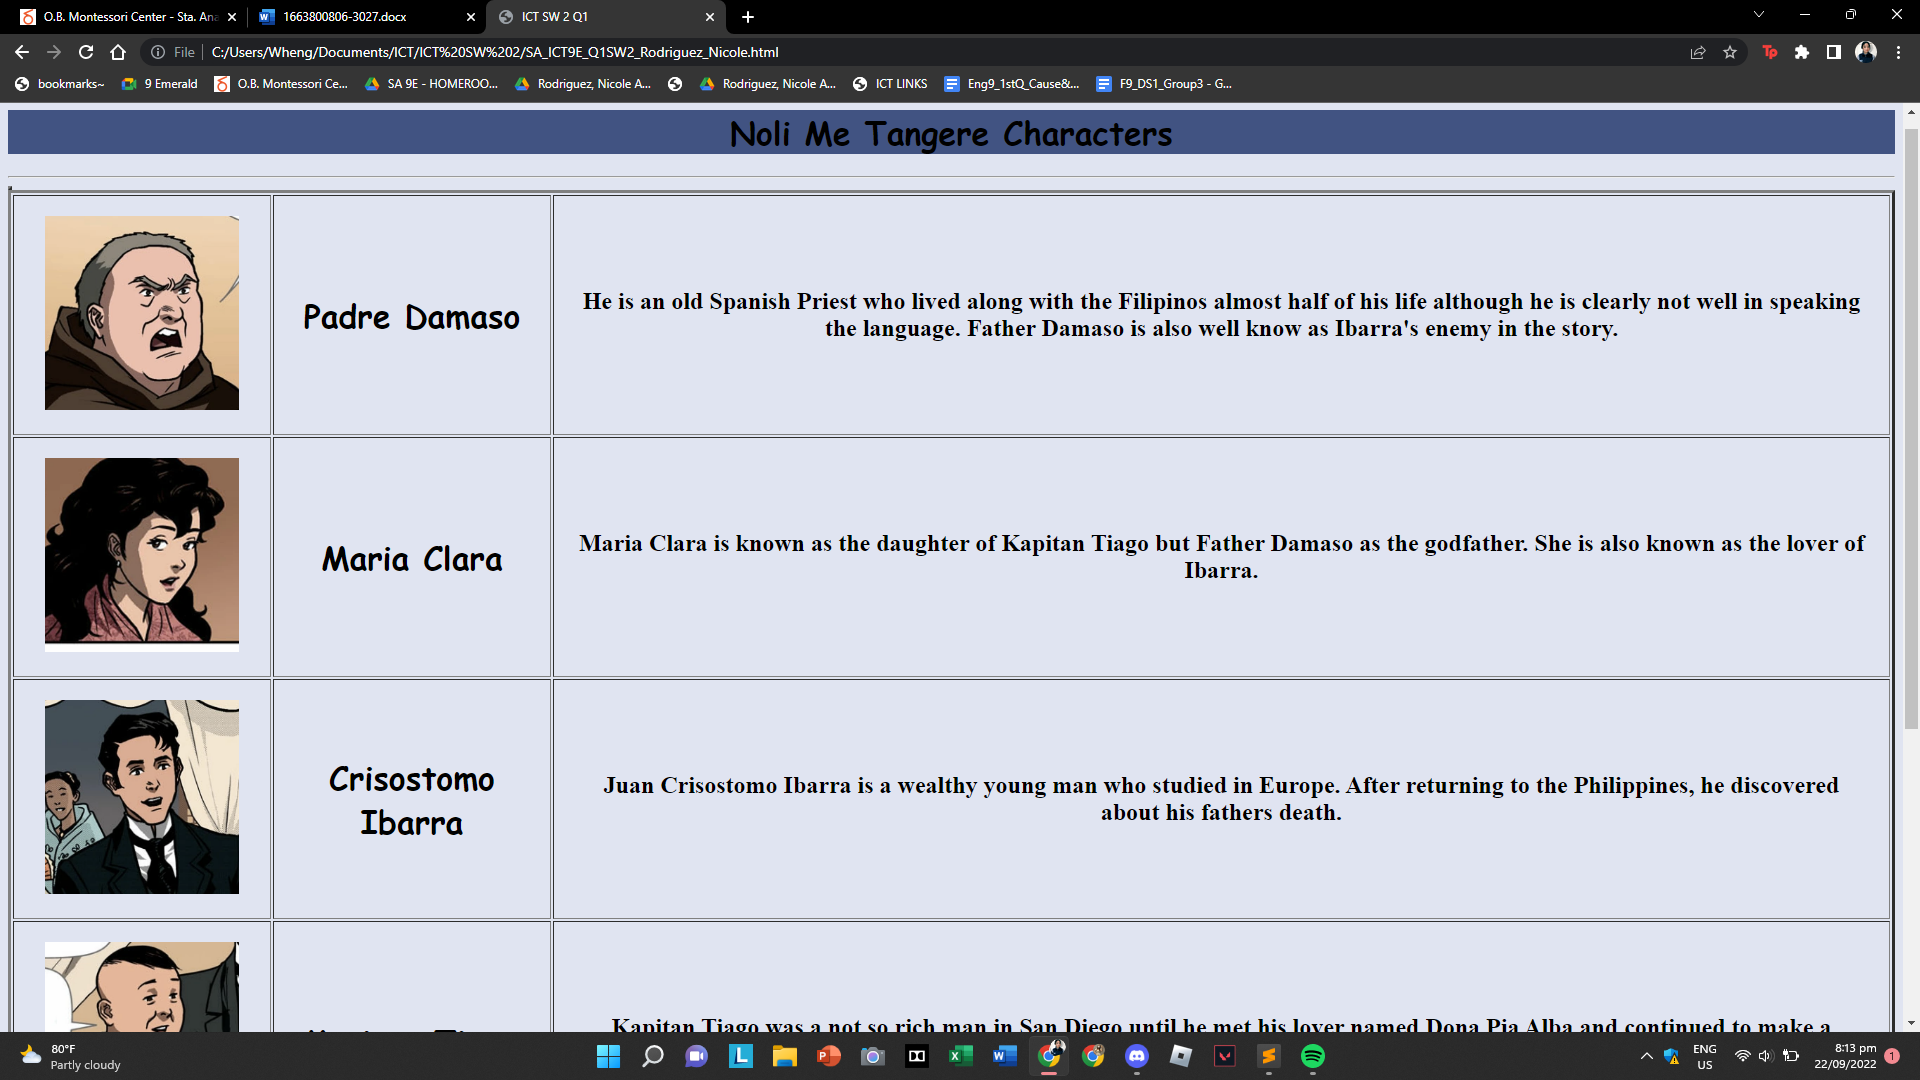 O.B. Montessori Center - Sta. Ana
1663800806-3027.docx
ICT SW 2 Q1
File
C:/Users/Wheng/Documents/ICT/ICT%20SW%202/SA_ICT9E_Q1SW2_Rodriguez_Nicole.html
Tp
bookmarks~
9 Emerald
O.B. Montessori Ce...
SA 9E - HOMEROO...
Rodriguez, Nicole A...
Rodriguez, Nicole A...
ICT LINKS
Eng9_1stQ_Cause&...
F9_DS1_Group3 - G...
Noli Me Tangere Characters
Padre Damaso
He is an old Spanish Priest who lived along with the Filipinos almost half of his life although he is clearly not well in speaking
the language. Father Damaso is also well know as Ibarra's enemy in the story.
Maria Clara
Maria Clara is known as the daughter of Kapitan Tiago but Father Damaso as the godfather. She is also known as the lover of
Ibarra.
Crisostomo
Ibarra
Juan Crisostomo Ibarra is a wealthy young man who studied in Europe. After returning to the Philippines, he discovered
about his fathers death.
Kapitan Tiago was a not so rich man in San Diego until he met his lover named Dona Pia Alba and continued to make a
80°F
Partly cloudy
ENG
US
8:13 pm
22/09/2022
1